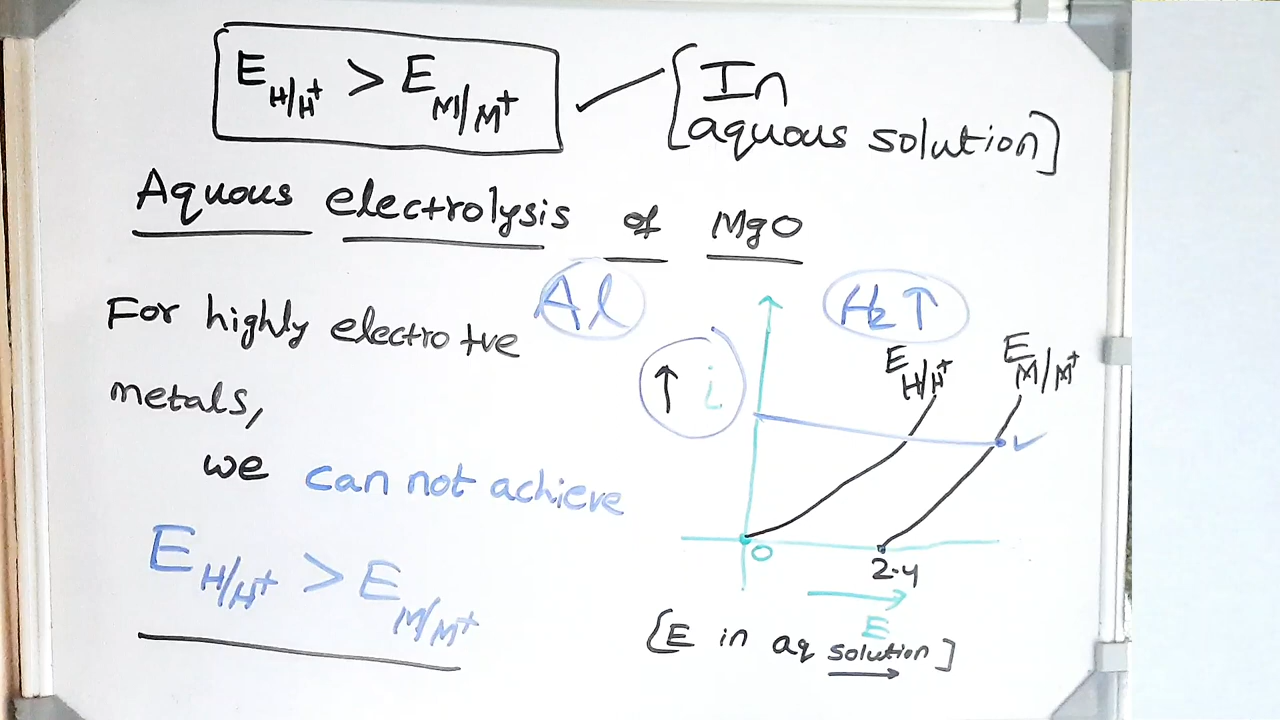 E H/H+ > E M/M+ [In
aquous solution]
Aquous electrolysis of MgO
For highly electro +ve
metals,
we can not achieve
E H/H+ > E M/M+
Al
H2 ↑
↑ i
E H/H+
E M/M+
0
2.4
E
[E in aq solution]